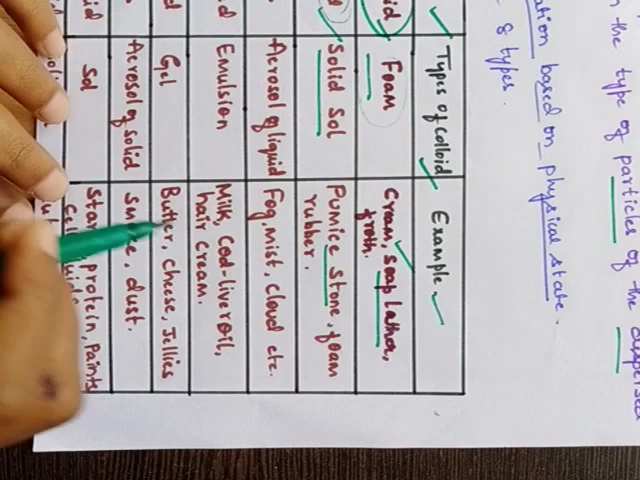 n the type of particles of the dispersed
ation based on physical state.
8 types.
Types of colloid Example
Foam Cream, soap lather,
froth.
Solid Sol Pumice stone, foam
rubber.
Aerosol of liquid Fog, mist, cloud etc.
Emulsion Milk, Cod-liver oil,
hair cream.
Gel Butter, cheese, Jellies
Aerosol of solid dust.
Sol protein, paints